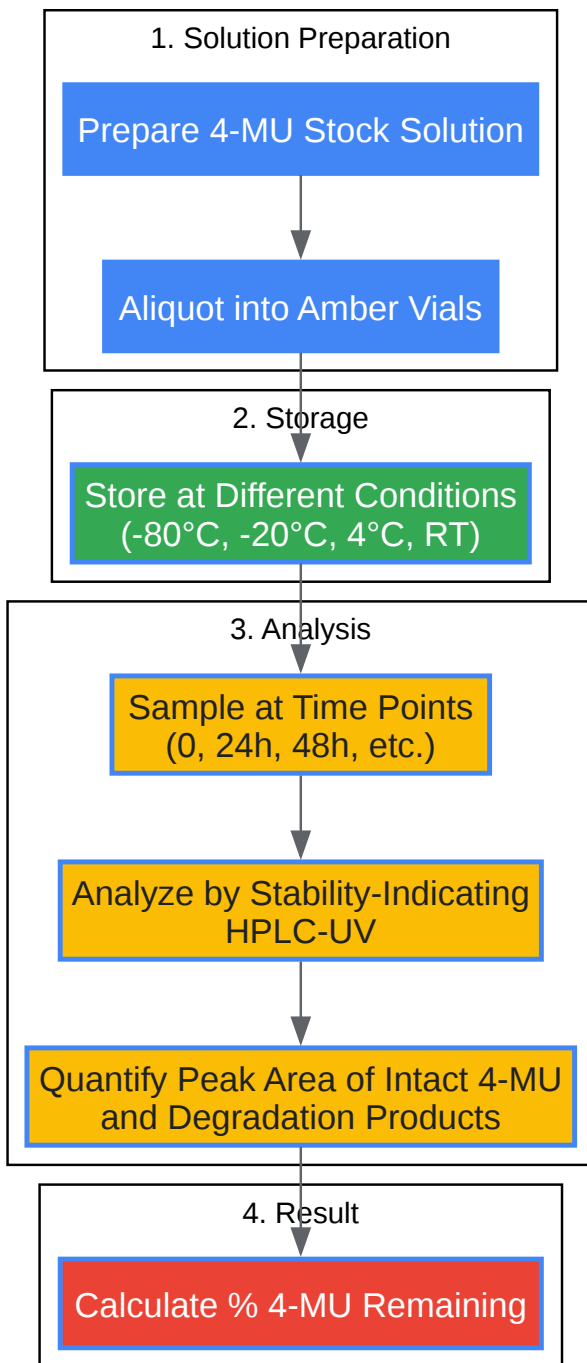 1. Solution Preparation
Prepare 4-MU Stock Solution
Aliquot into Amber Vials
2. Storage
Store at Different Conditions
(-80°C, -20°C, 4°C, RT)
3. Analysis
Sample at Time Points
(0, 24h, 48h, etc.)
Analyze by Stability-Indicating
HPLC-UV
Quantify Peak Area of Intact 4-MU
and Degradation Products
4. Result
Calculate % 4-MU Remaining